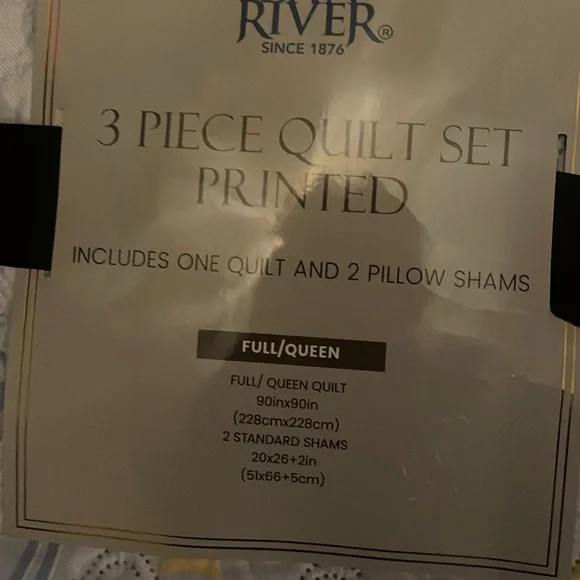 RIVER®
SINCE 1876
3 PIECE QUILT SET
PRINTED
INCLUDES ONE QUILT AND 2 PILLOW SHAMS
FULL/QUEEN
FULL/ QUEEN QUILT
90inx90in
(228cmx228cm)
2 STANDARD SHAMS
20x26+2in
(51x66+5cm)